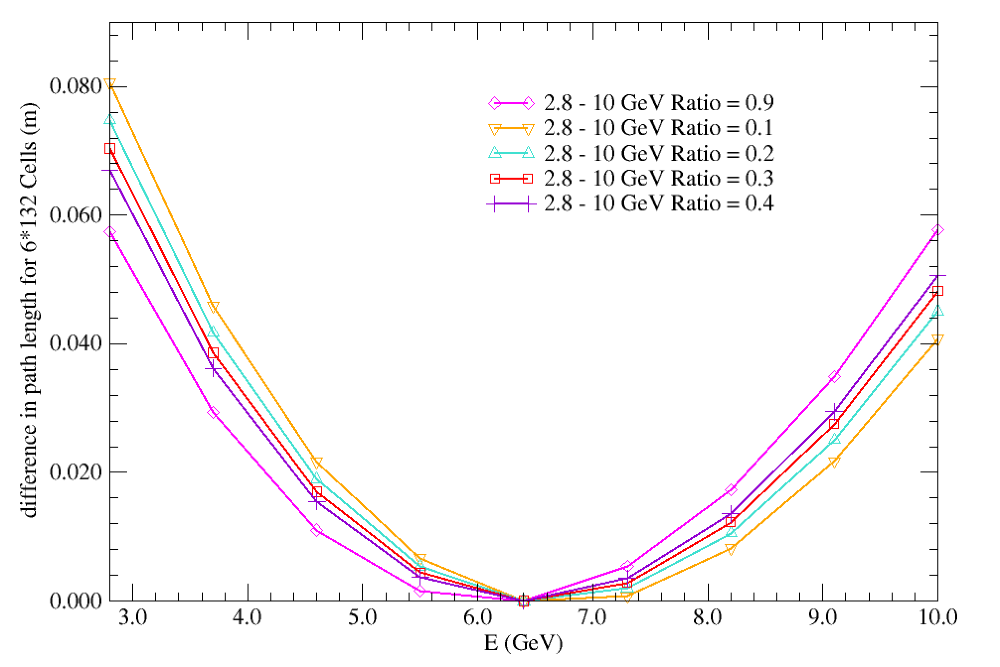 difference in path length for 6*132 Cells (m)
0.080
0.060
0.040
0.020
0.000
2.8 - 10 GeV Ratio = 0.9
2.8 - 10 GeV Ratio = 0.1
2.8 - 10 GeV Ratio = 0.2
2.8 - 10 GeV Ratio = 0.3
2.8 - 10 GeV Ratio = 0.4
3.0 4.0 5.0 6.0 7.0 8.0 9.0 10.0
E (GeV)